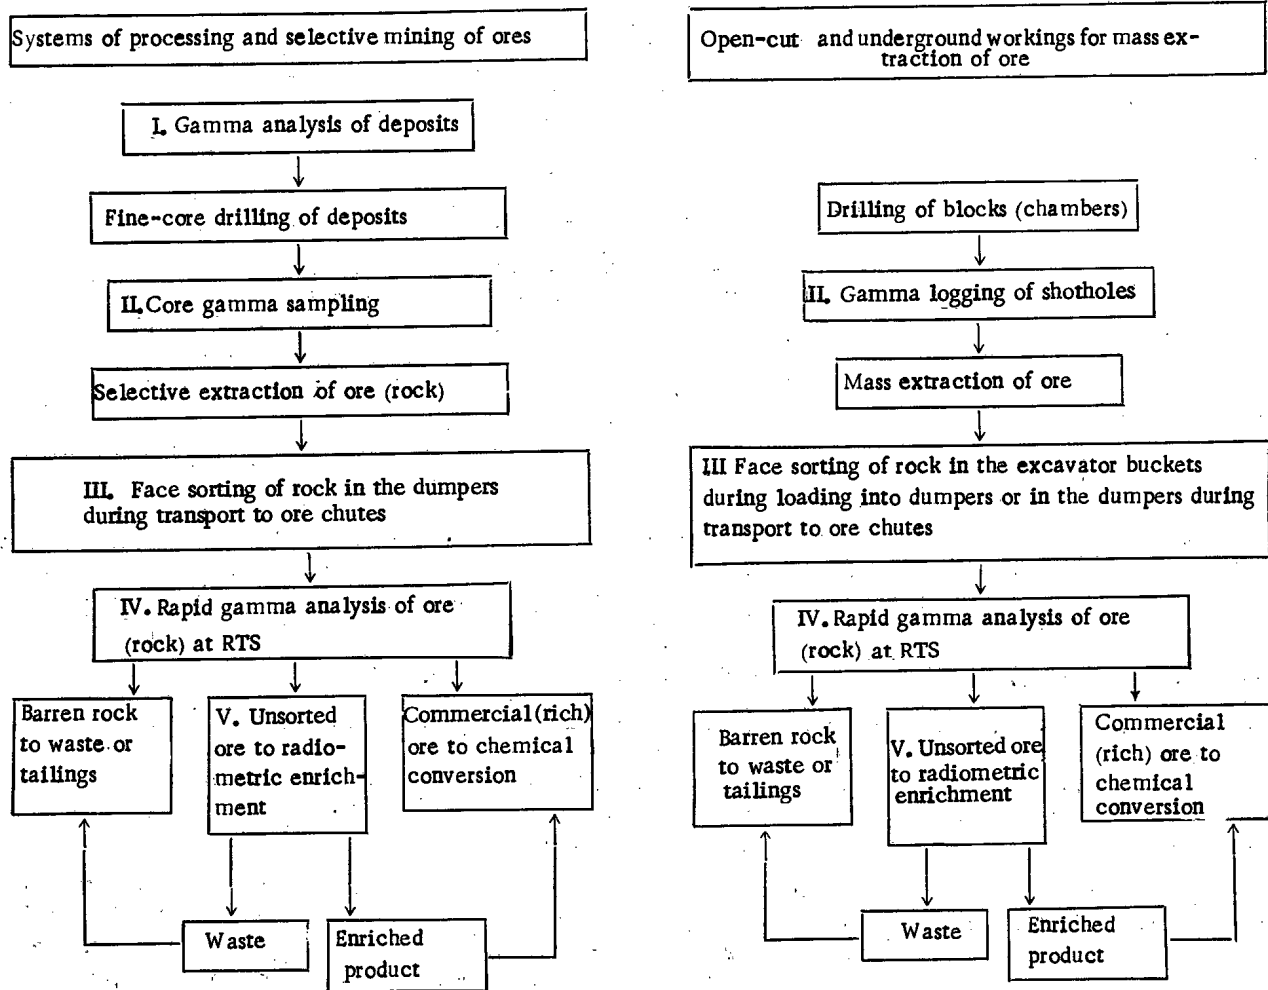 Systems of processing and selective mining of ores
I. Gamma analysis of deposits
Fine-core drilling of deposits
II. Core gamma sampling
Selective extraction of ore (rock)
III. Face sorting of rock in the dumpers
during transport to ore chutes
IV. Rapid gamma analysis of ore
(rock) at RTS
Barren rock
to waste or
tailings
V. Unsorted
ore to radio-
metric enrich-
ment
Commercial (rich)
ore to chemical
conversion
Waste
Enriched
product
Open-cut and underground workings for mass ex-
traction of ore
Drilling of blocks (chambers)
II. Gamma logging of shotholes
Mass extraction of ore
III Face sorting of rock in the excavator buckets
during loading into dumpers or in the dumpers during
transport to ore chutes
IV. Rapid gamma analysis of ore
(rock) at RTS
Barren rock
to waste or
tailings
V. Unsorted ore
to radiometric
enrichment
Commercial
(rich) ore to
chemical
conversion
Waste
Enriched
product